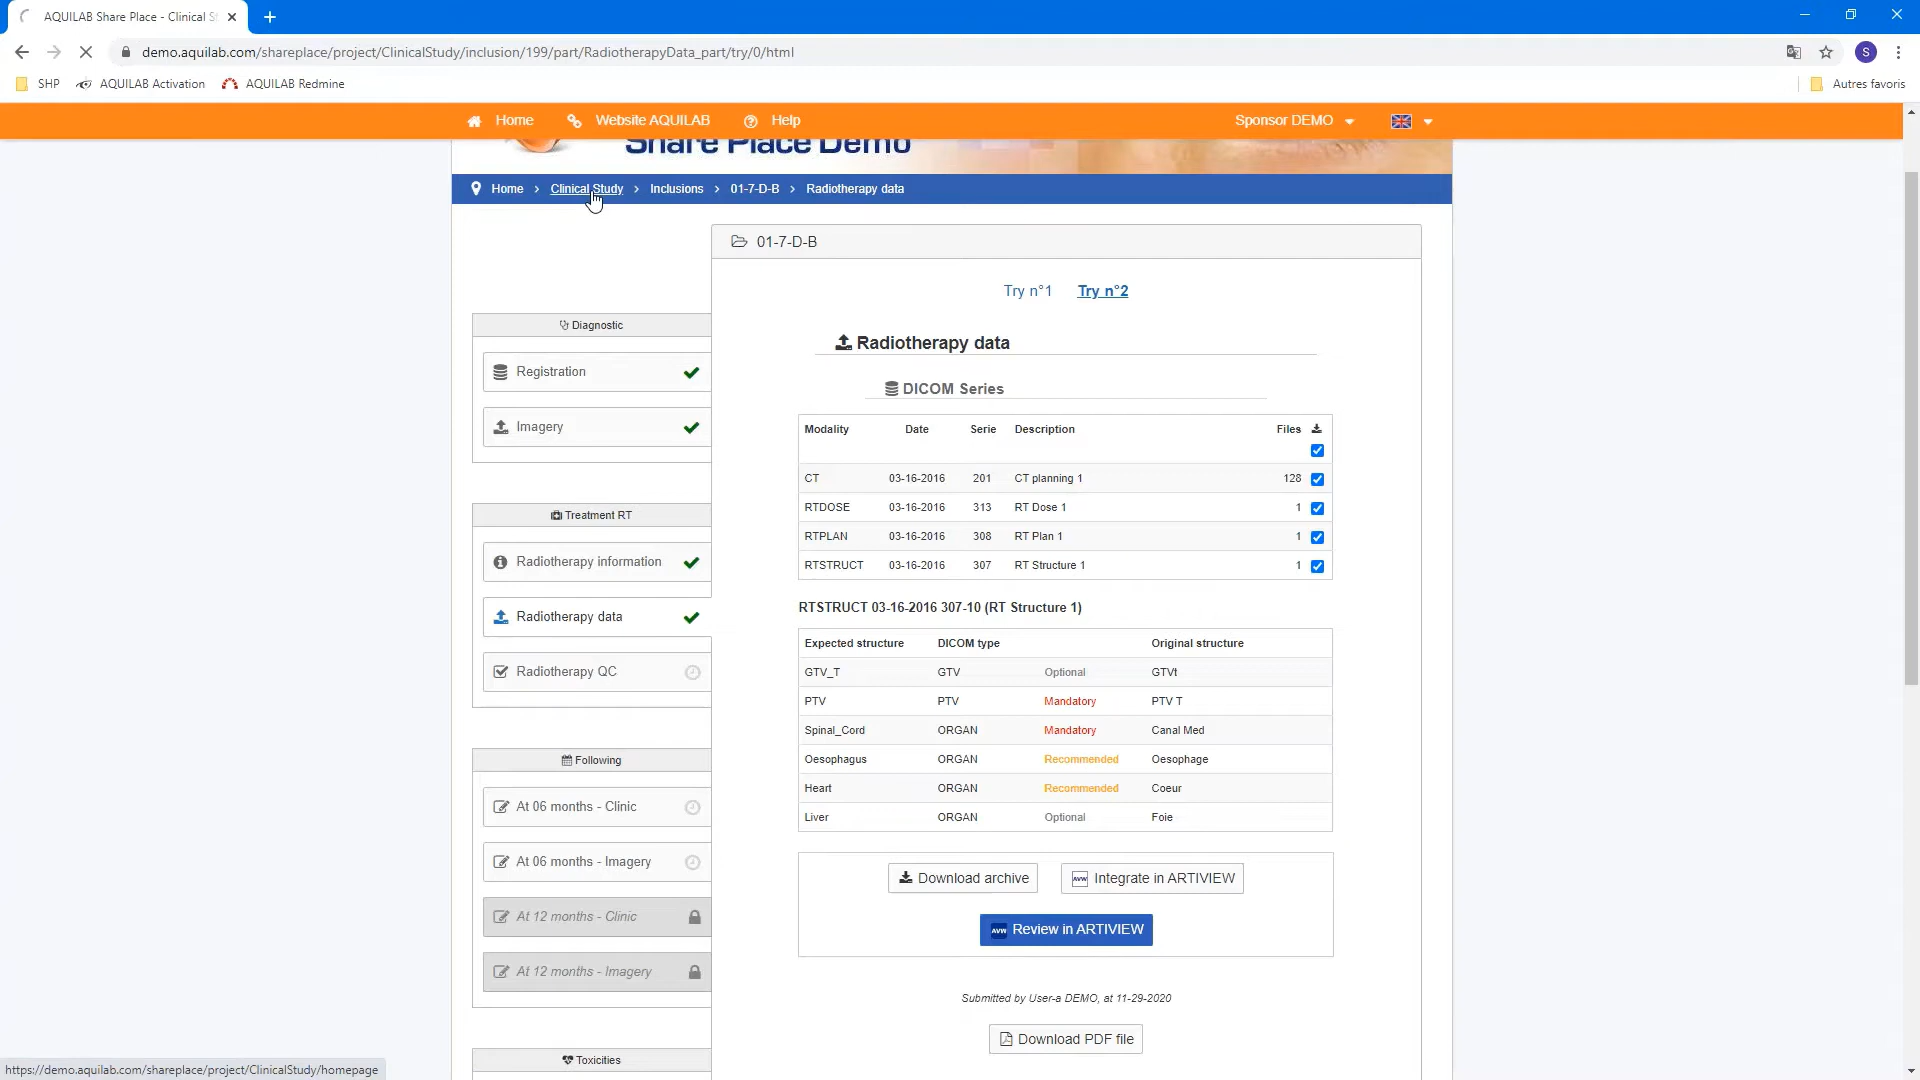 AQUILAB Share Place - Clinical S
demo.aquilab.com/shareplace/project/ClinicalStudy/inclusion/199/part/RadiotherapyData_part/try/0/html
S
SHP AQUILAB Activation AQUILAB Redmine Autres favoris
Home Website AQUILAB Help Sponsor DEMO
Share Place Demo
Home > Clinical Study > Inclusions > 01-7-D-B > Radiotherapy data
01-7-D-B
Try n°1 Try n°2
Diagnostic
Registration
Imagery
Treatment RT
Radiotherapy information
Radiotherapy data
Radiotherapy QC
Following
At 06 months - Clinic
At 06 months - Imagery
At 12 months - Clinic
At 12 months - Imagery
Toxicities
Radiotherapy data
DICOM Series
Modality Date Serie Description Files
CT 03-16-2016 201 CT planning 1 128
RTDOSE 03-16-2016 313 RT Dose 1 1
RTPLAN 03-16-2016 308 RT Plan 1 1
RTSTRUCT 03-16-2016 307 RT Structure 1 1
RTSTRUCT 03-16-2016 307-10 (RT Structure 1)
Expected structure DICOM type Original structure
GTV_T GTV Optional GTVt
PTV PTV Mandatory PTV T
Spinal_Cord ORGAN Mandatory Canal Med
Oesophagus ORGAN Recommended Oesophage
Heart ORGAN Recommended Coeur
Liver ORGAN Optional Foie
Download archive AVW Integrate in ARTIVIEW
AVW Review in ARTIVIEW
Submitted by User-a DEMO, at 11-29-2020
Download PDF file
https://demo.aquilab.com/shareplace/project/ClinicalStudy/homepage